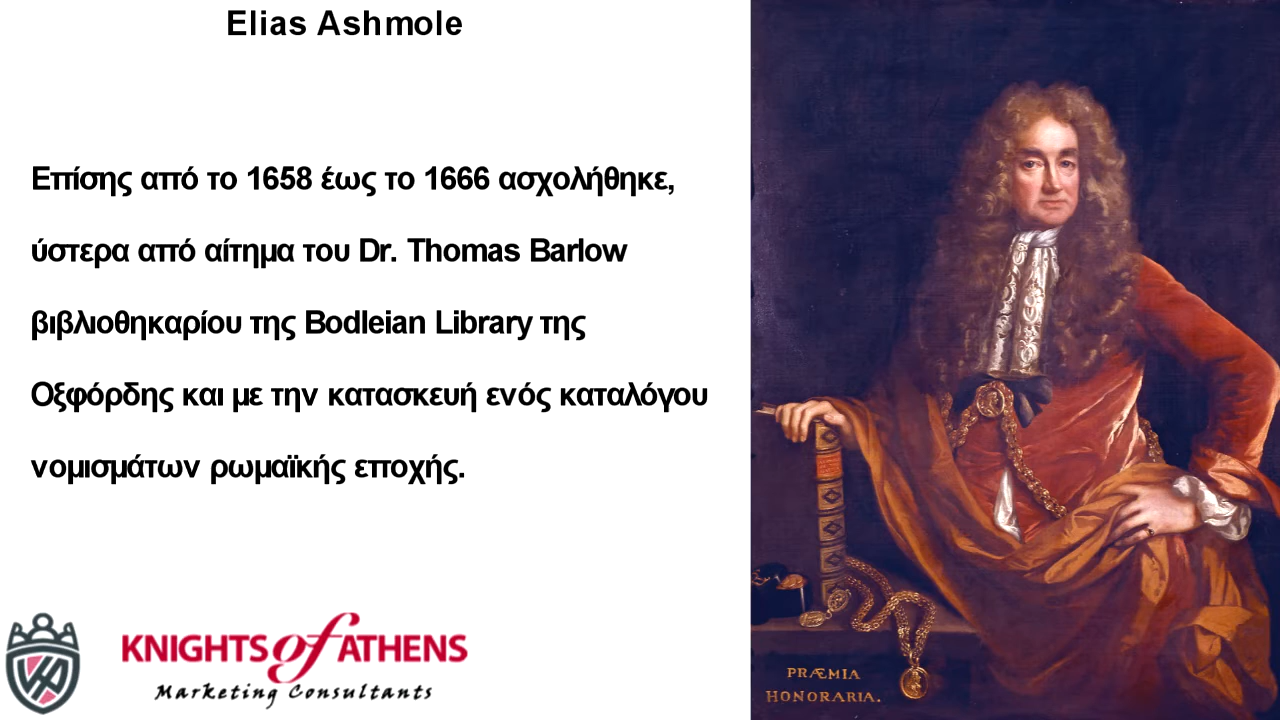 Elias Ashmole
Επίσης από το 1658 έως το 1666 ασχολήθηκε,
ύστερα από αίτημα του Dr. Thomas Barlow
βιβλιοθηκαρίου της Bodleian Library της
Οξφόρδης και με την κατασκευή ενός καταλόγου
νομισμάτων ρωμαϊκής εποχής.
KNIGHTS of ATHENS
Marketing Consultants
PRÆMIA
HONORARIA.